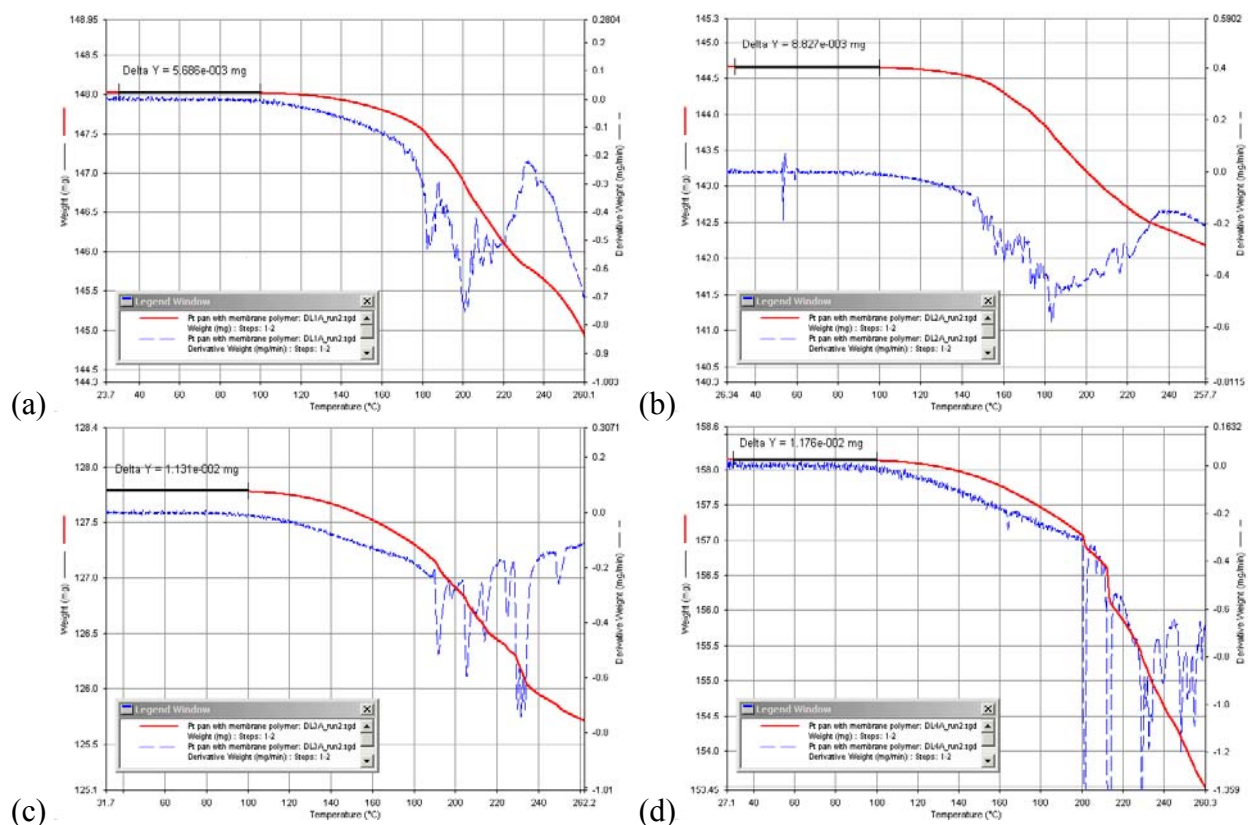 148.95
148.5
148.0
147.5
147.0
146.5
146.0
145.5
145.0
144.5
144.3
Weight (mg)
Delta Y = 5.686e-003 mg
Legend Window
Pt pan with membrane polymer: DL1A_run2.tgd
Weight (mg) : Steps: 1-2
Pt pan with membrane polymer: DL1A_run2.tgd
Derivative Weight (mg/min) : Steps: 1-2
0.2804
0.2
0.1
0.0
-0.1
-0.2
-0.3
-0.4
-0.5
-0.6
-0.7
-0.8
-0.9
-1.003
Derivative Weight (mg/min)
23.7 40 60 80 100 120 140 160 180 200 220 240 260.1
Temperature (°C)
(a)
145.3
145.0
144.5
144.0
143.5
143.0
142.5
142.0
141.5
141.0
140.5
140.3
Weight (mg)
Delta Y = 8.827e-003 mg
Legend Window
Pt pan with membrane polymer: DL2A_run2.tgd
Weight (mg) : Steps: 1-2
Pt pan with membrane polymer: DL2A_run2.tgd
Derivative Weight (mg/min) : Steps: 1-2
0.5902
0.4
0.2
0.0
-0.2
-0.4
-0.6
-0.8115
Derivative Weight (mg/min)
26.34 40 60 80 100 120 140 160 180 200 220 240 257.7
Temperature (°C)
(b)
128.4
128.0
127.5
127.0
126.5
126.0
125.5
125.1
Weight (mg)
Delta Y = 1.131e-002 mg
Legend Window
Pt pan with membrane polymer: DL3A_run2.tgd
Weight (mg) : Steps: 1-2
Pt pan with membrane polymer: DL3A_run2.tgd
Derivative Weight (mg/min) : Steps: 1-2
0.3071
0.2
0.0
-0.2
-0.4
-0.6
-0.8
-1.01
Derivative Weight (mg/min)
31.7 60 80 100 120 140 160 180 200 220 240 262.2
Temperature (°C)
(c)
158.6
158.0
157.5
157.0
156.5
156.0
155.5
155.0
154.5
154.0
153.45
Weight (mg)
Delta Y = 1.176e-002 mg
Legend Window
Pt pan with membrane polymer: DL4A_run2.tgd
Weight (mg) : Steps: 1-2
Pt pan with membrane polymer: DL4A_run2.tgd
Derivative Weight (mg/min) : Steps: 1-2
0.1632
0.0
-0.2
-0.4
-0.6
-0.8
-1.0
-1.2
-1.359
Derivative Weight (mg/min)
27.1 40 60 80 100 120 140 160 180 200 220 240 260.3
Temperature (°C)
(d)